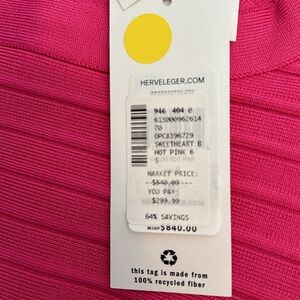 HERVELEGER.COM
946 404 0
613000962614
70
OPC8396729
SWEETHEART B
HOT PINK 6
S
MARKET PRICE:
$840.00
YOU PAY:
$299.99
64% SAVINGS
$840.00
this tag is made from
100% recycled fiber